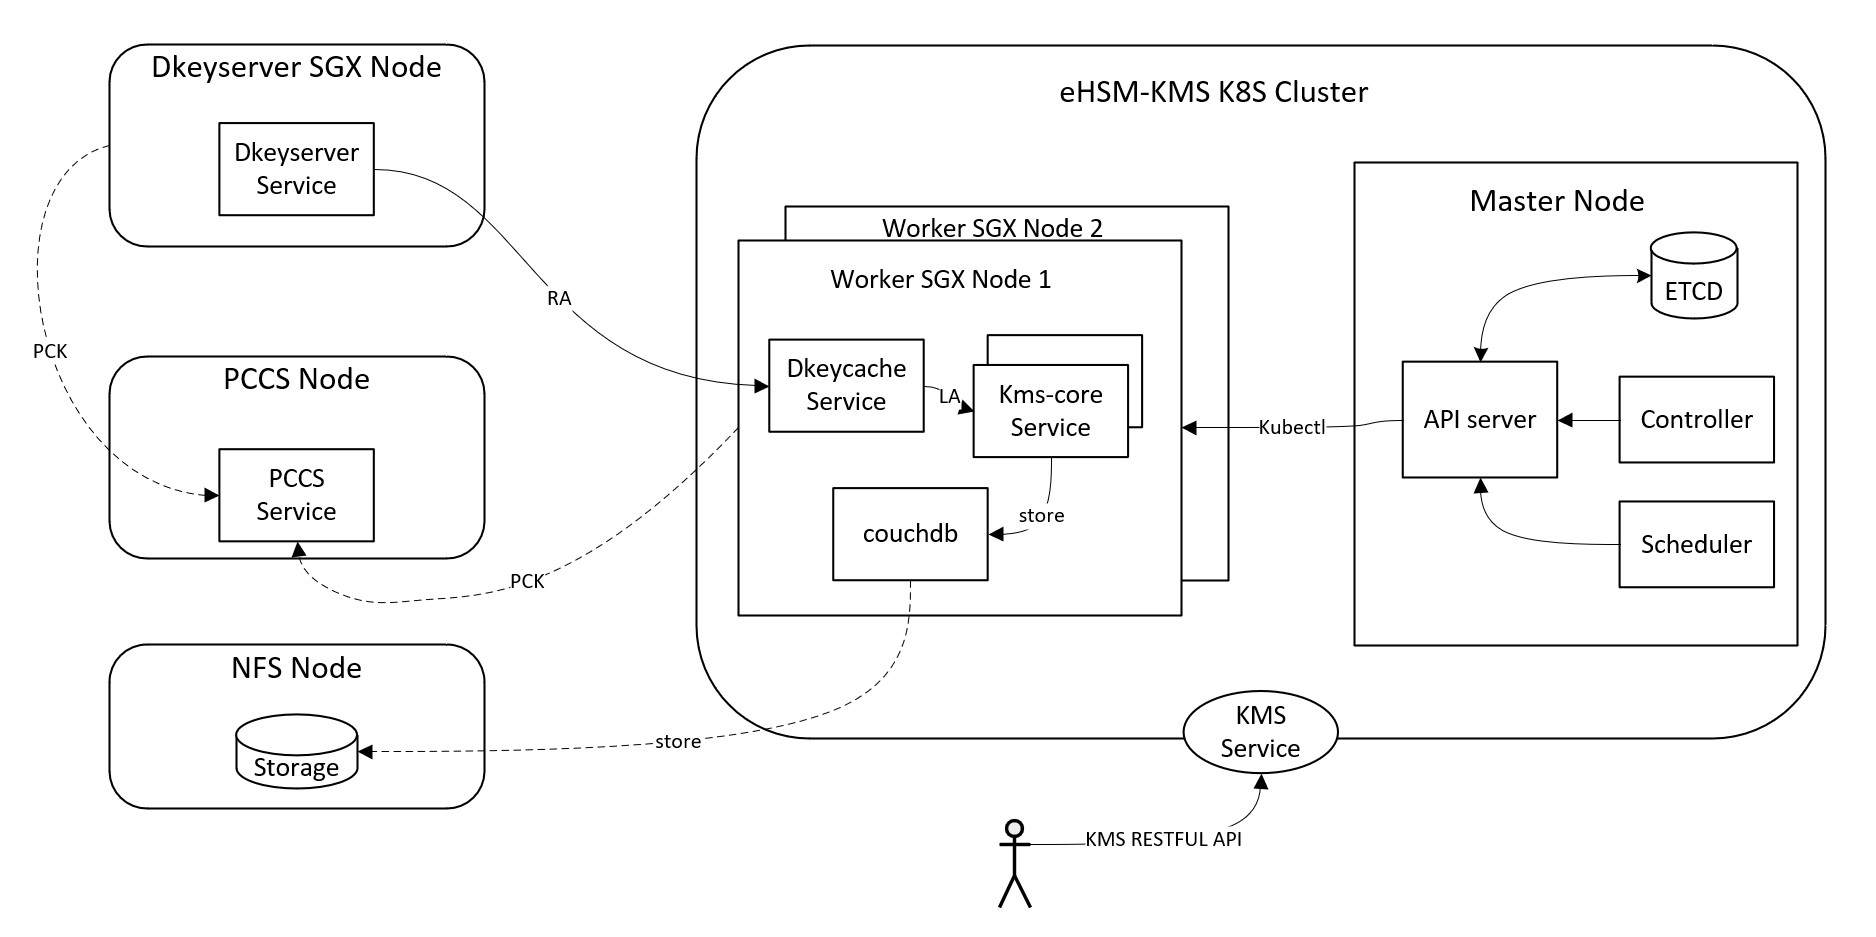 Dkeyserver SGX Node
Dkeyserver
Service
RA
PCK
PCCS Node
PCCS
Service
PCK
NFS Node
Storage
store
eHSM-KMS K8S Cluster
Worker SGX Node 2
Worker SGX Node 1
Dkeycache
Service
LA
Kms-core
Service
store
couchdb
Kubectl
Master Node
ETCD
API server
Controller
Scheduler
KMS
Service
KMS RESTFUL API